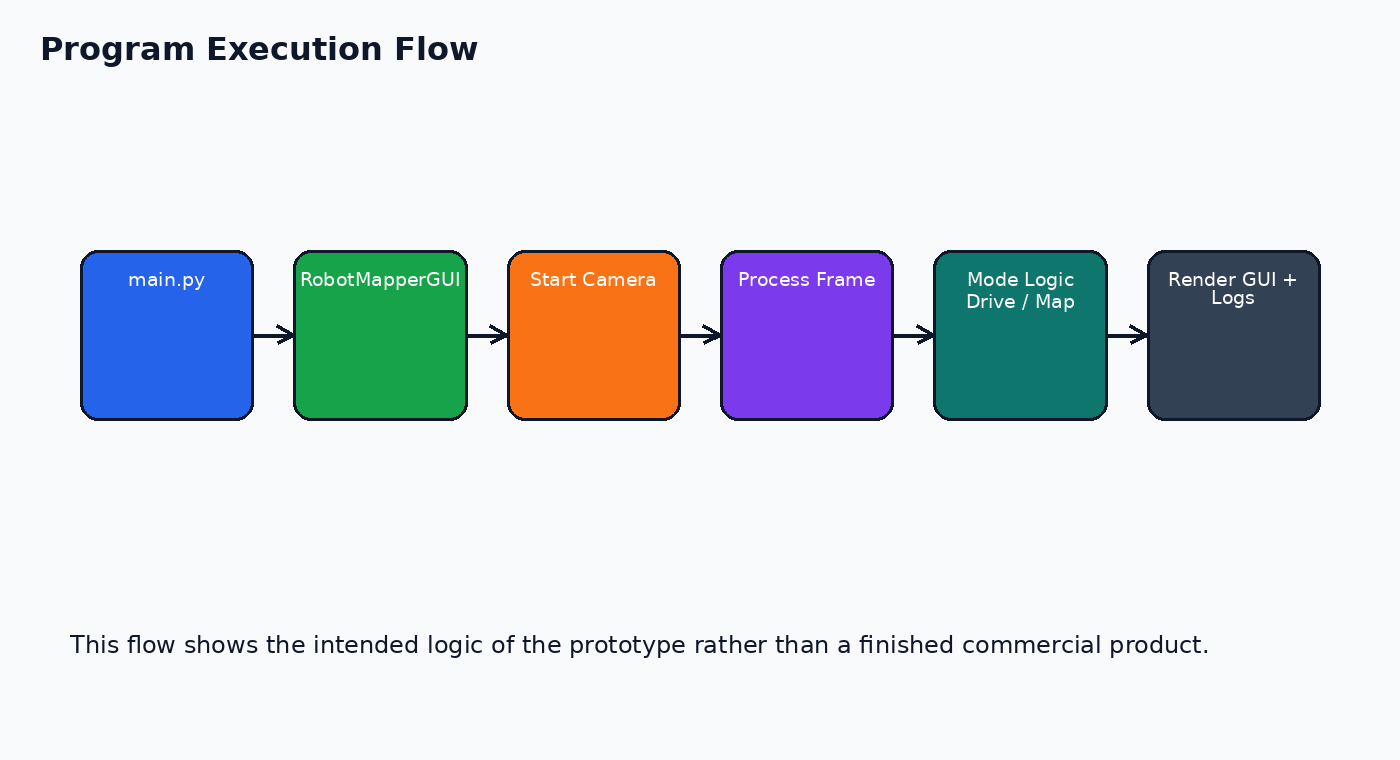 Program Execution Flow
main.py
RobotMapperGUI
Start Camera
Process Frame
Mode Logic
Drive / Map
Render GUI +
Logs
This flow shows the intended logic of the prototype rather than a finished commercial product.